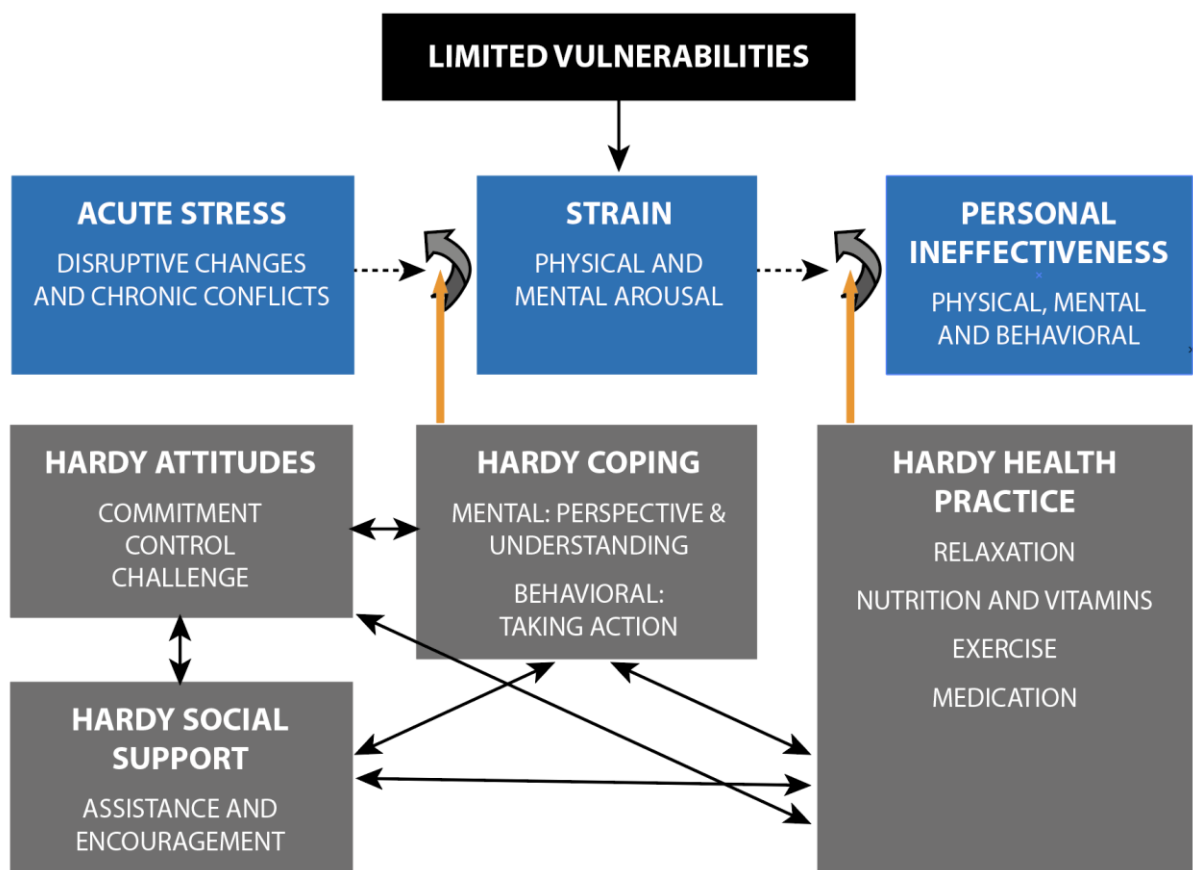 LIMITED VULNERABILITIES
ACUTE STRESS
DISRUPTIVE CHANGES
AND CHRONIC CONFLICTS
STRAIN
PHYSICAL AND
MENTAL AROUSAL
PERSONAL
INEFFECTIVENESS
PHYSICAL, MENTAL
AND BEHAVIORAL
HARDY ATTITUDES
COMMITMENT
CONTROL
CHALLENGE
HARDY COPING
MENTAL: PERSPECTIVE &
UNDERSTANDING
BEHAVIORAL:
TAKING ACTION
HARDY HEALTH
PRACTICE
RELAXATION
NUTRITION AND VITAMINS
EXERCISE
MEDICATION
HARDY SOCIAL
SUPPORT
ASSISTANCE AND
ENCOURAGEMENT